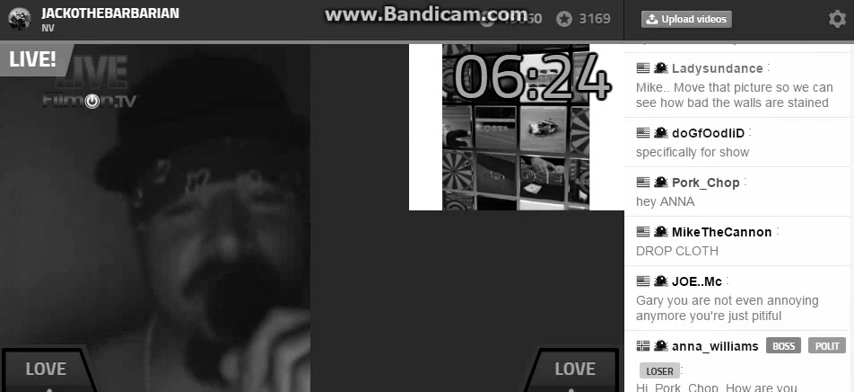 JACKOTHEBARBARIAN
NV
www.Bandicam.com
3169
Upload videos
LIVE!
LIVE
FilmOn.TV
06:24
Ladysundance :
Mike.. Move that picture so we can
see how bad the walls are stained
doGfOodliD :
specifically for show
Pork_Chop :
hey ANNA
MikeTheCannon :
DROP CLOTH
JOE..Mc :
Gary you are not even annoying
anymore you're just pitiful
anna_williams BOSS POLIT
LOSER :
Hi, Pork_Chop. How are you
LOVE
LOVE